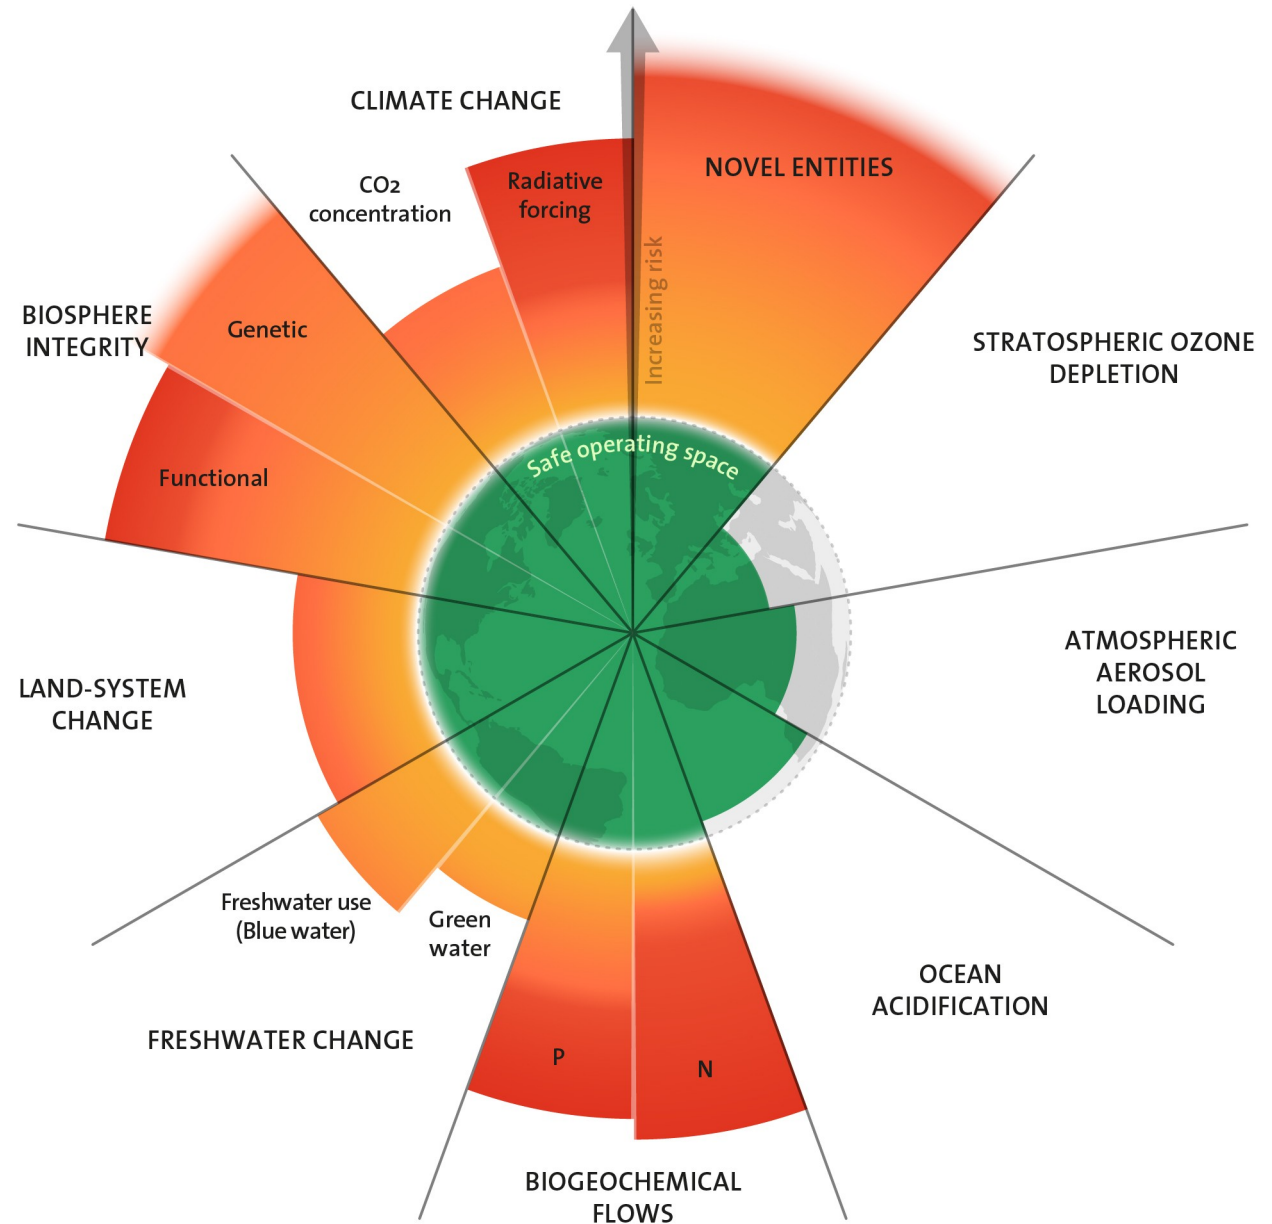 CLIMATE CHANGE
CO2
concentration
Radiative
forcing
NOVEL ENTITIES
Increasing risk
STRATOSPHERIC OZONE
DEPLETION
BIOSPHERE
INTEGRITY
Genetic
Functional
Safe operating space
ATMOSPHERIC
AEROSOL
LOADING
LAND-SYSTEM
CHANGE
Freshwater use
(Blue water)
Green
water
FRESHWATER CHANGE
P
N
OCEAN
ACIDIFICATION
BIOGEOCHEMICAL
FLOWS